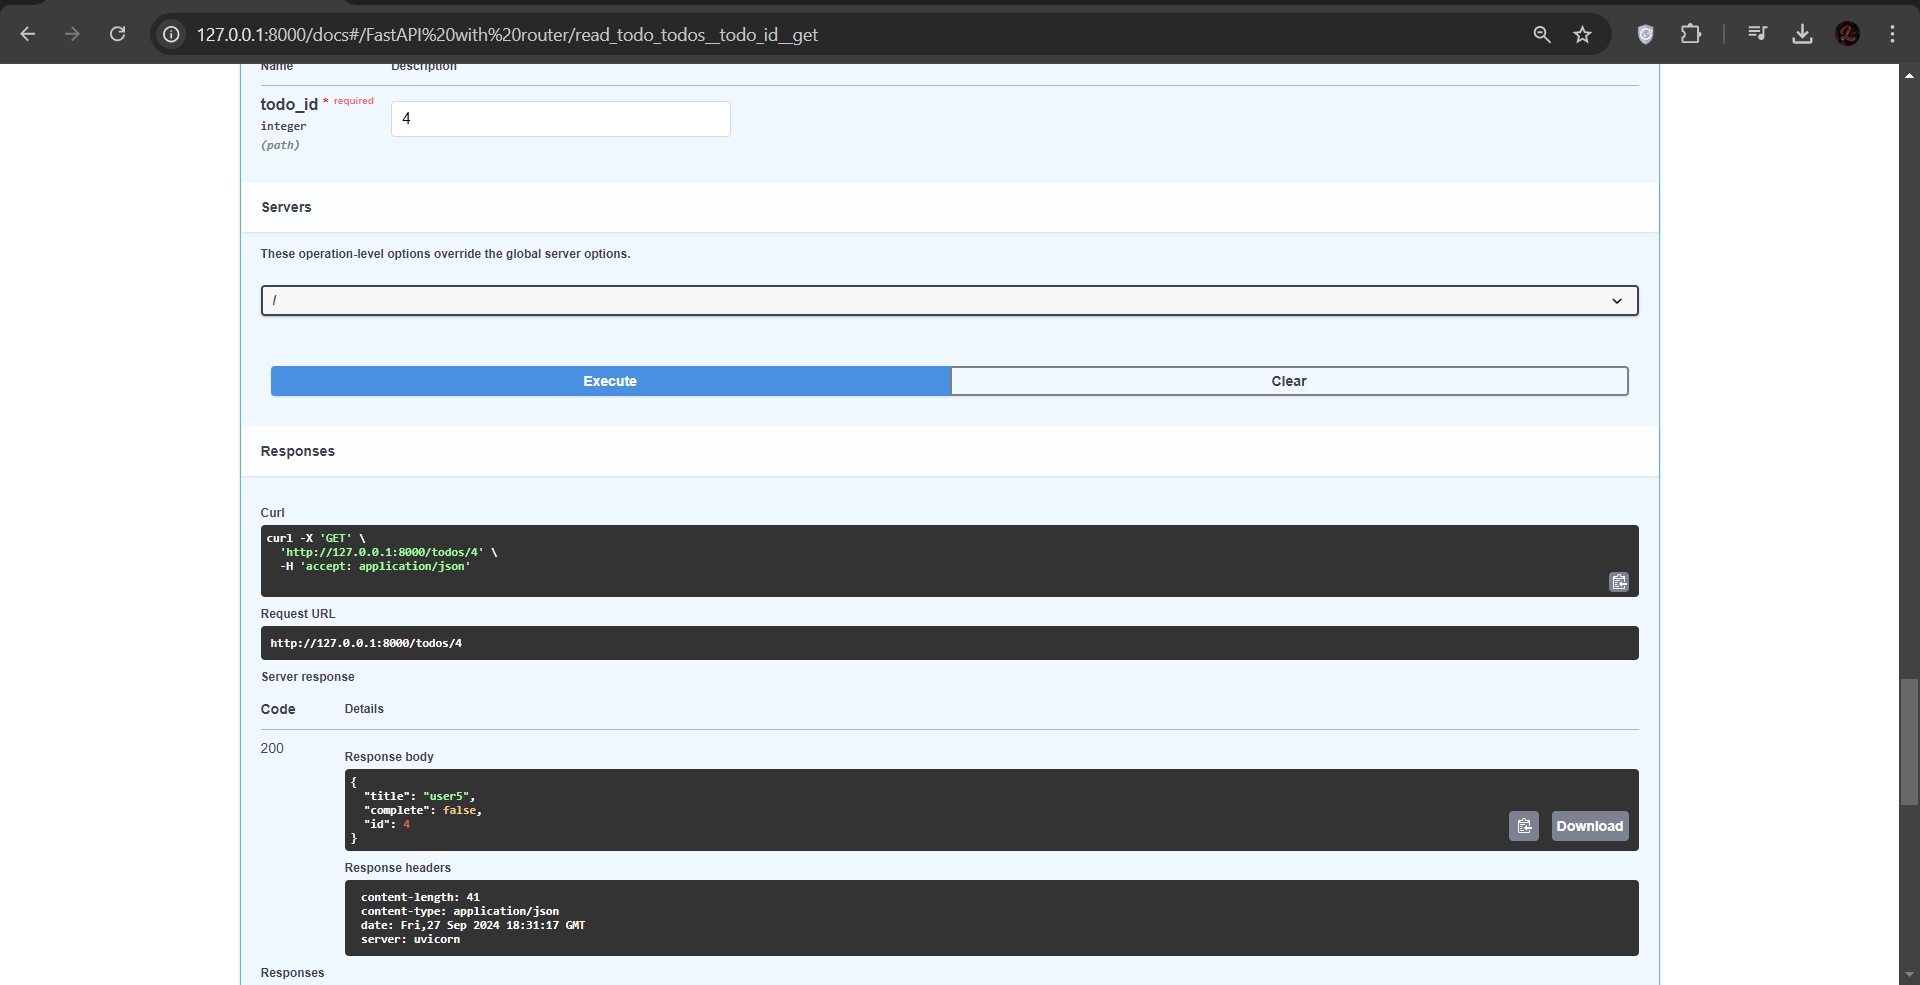 127.0.0.1:8000/docs#/FastAPI%20with%20router/read_todo_todos__todo_id__get
Name Description
todo_id * required
integer
(path)
4
Servers
These operation-level options override the global server options.
/
Execute Clear
Responses
Curl
curl -X 'GET' \
'http://127.0.0.1:8000/todos/4' \
-H 'accept: application/json'
Request URL
http://127.0.0.1:8000/todos/4
Server response
Code Details
200
Response body
{
"title": "user5",
"complete": false,
"id": 4
}
Download
Response headers
content-length: 41
content-type: application/json
date: Fri,27 Sep 2024 18:31:17 GMT
server: uvicorn
Responses